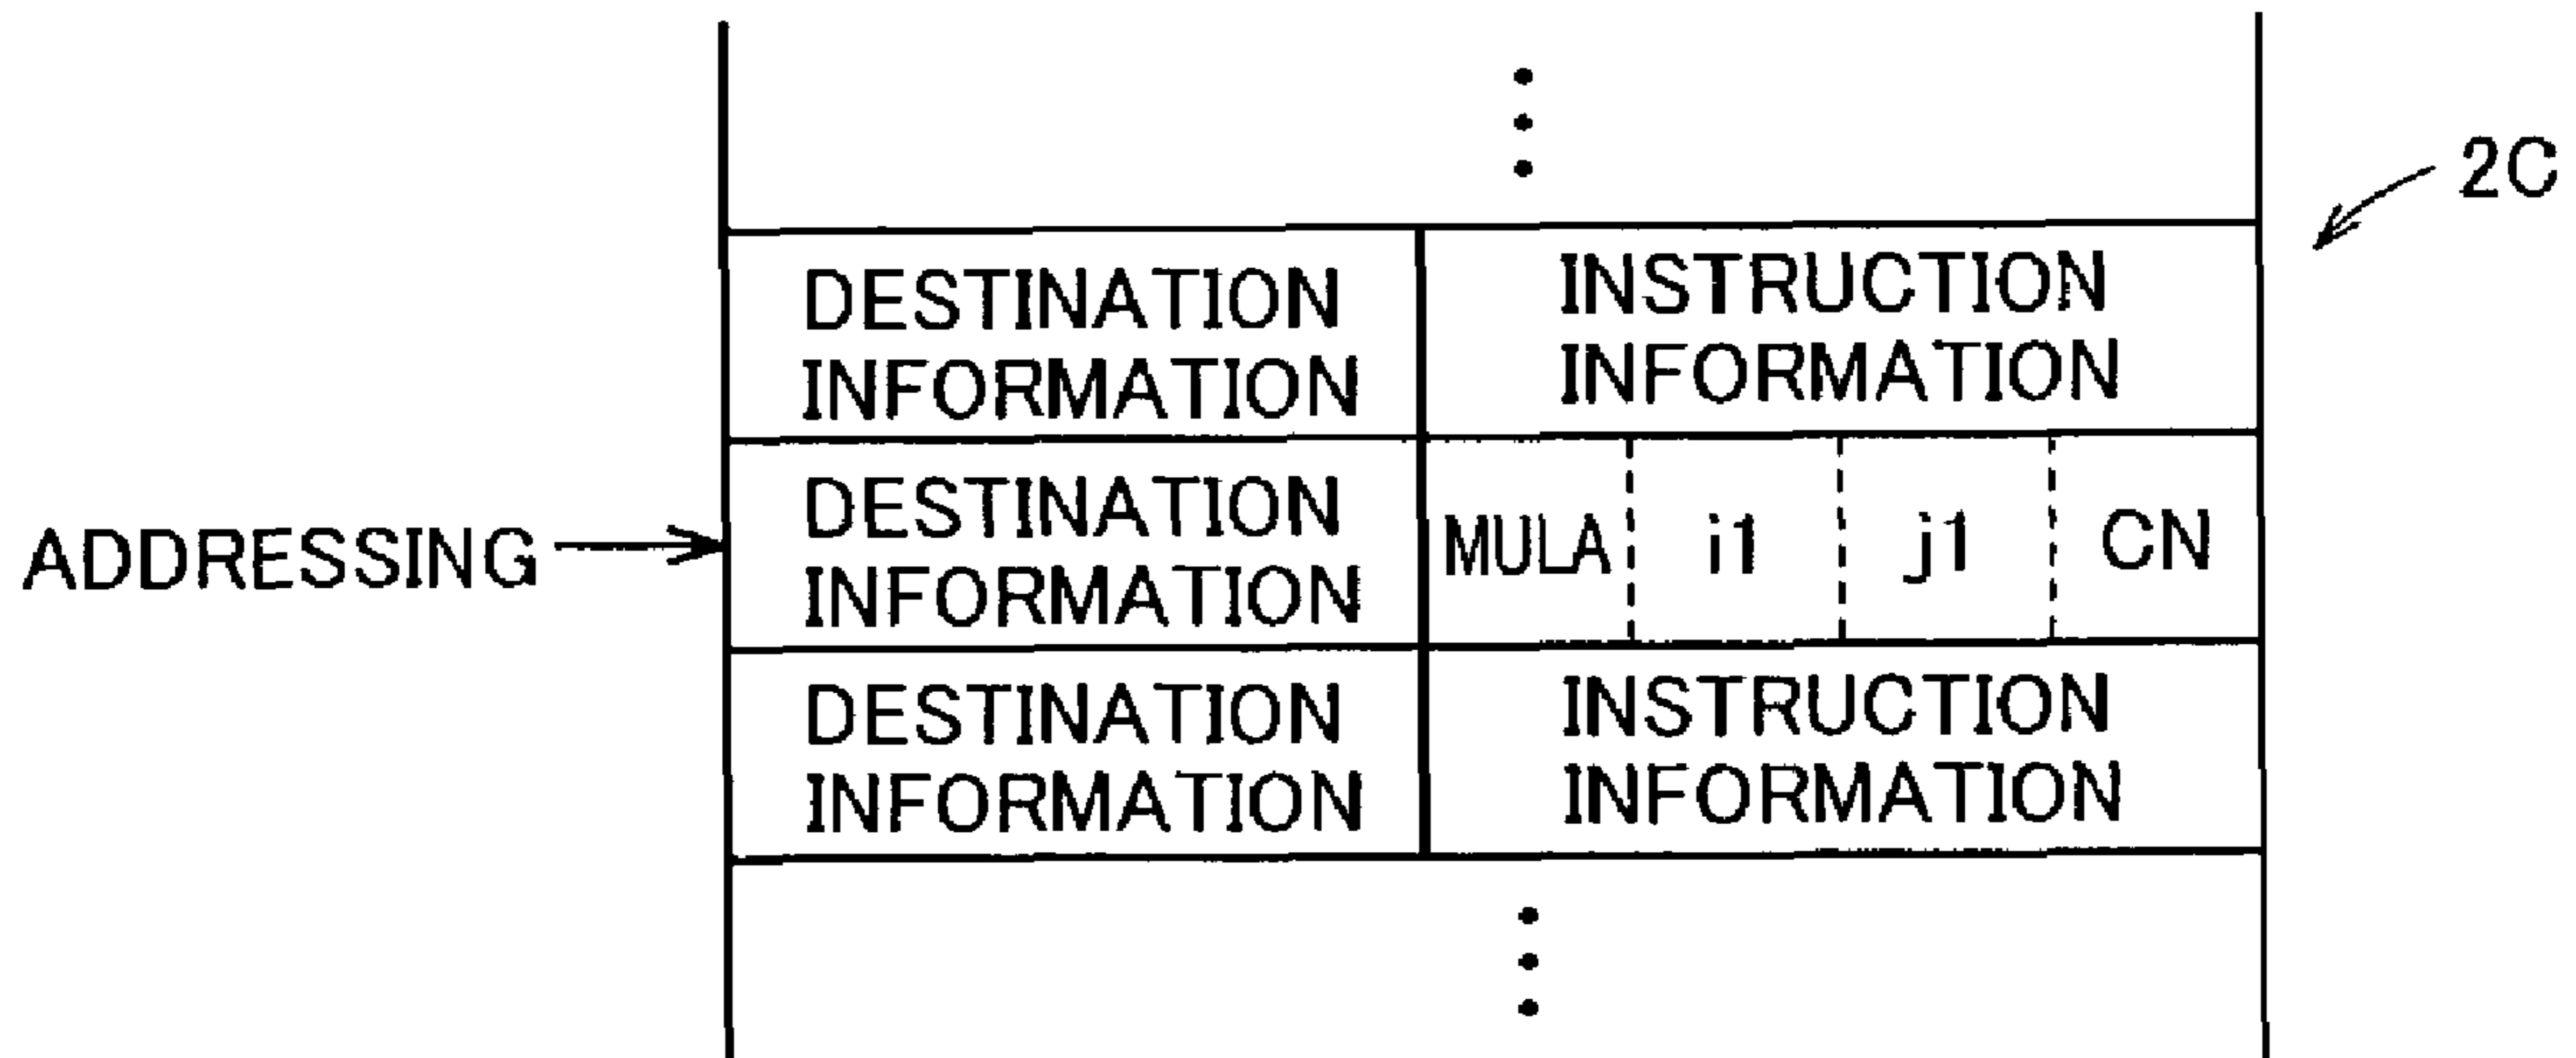 2C
DESTINATION
INFORMATION
INSTRUCTION
INFORMATION
ADDRESSING
DESTINATION
INFORMATION
MULA i1 j1 CN
DESTINATION
INFORMATION
INSTRUCTION
INFORMATION